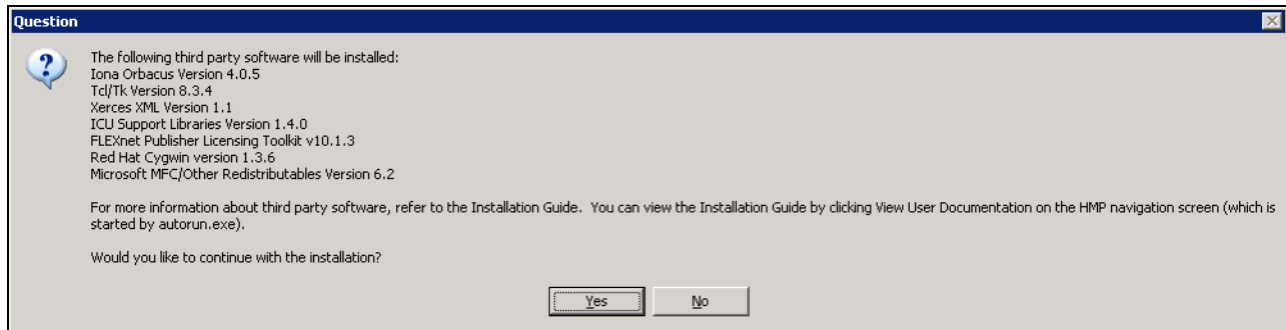 Question
The following third party software will be installed:
Iona Orbacus Version 4.0.5
Tcl/Tk Version 8.3.4
Xerces XML Version 1.1
ICU Support Libraries Version 1.4.0
FLEXnet Publisher Licensing Toolkit v10.1.3
Red Hat Cygwin version 1.3.6
Microsoft MFC/Other Redistributables Version 6.2
For more information about third party software, refer to the Installation Guide.  You can view the Installation Guide by clicking View User Documentation on the HMP navigation screen (which is
started by autorun.exe).
Would you like to continue with the installation?
Yes
No